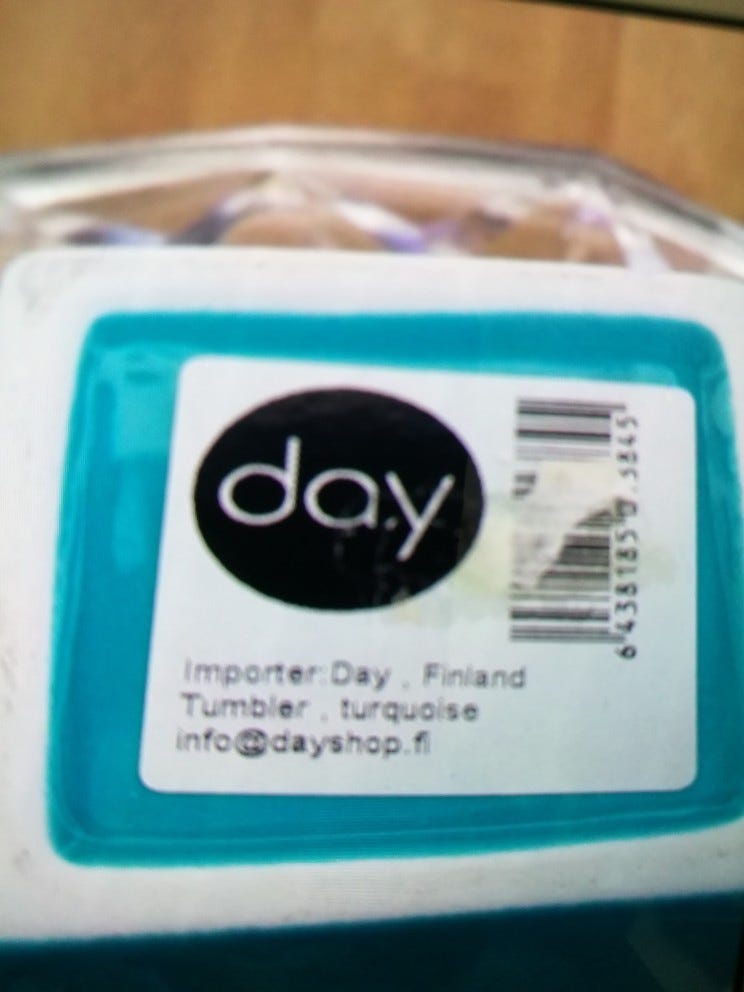 day
Importer:Day , Finland
Tumbler , turquoise
info@dayshop.fi